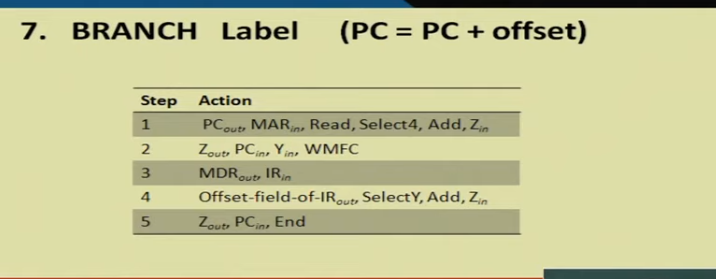 7. BRANCH Label (PC = PC + offset)
Step Action
1 PCout, MARin, Read, Select4, Add, Zin
2 Zout, PCin, Yin, WMFC
3 MDRout, IRin
4 Offset-field-of-IRout, SelectY, Add, Zin
5 Zout, PCin, End